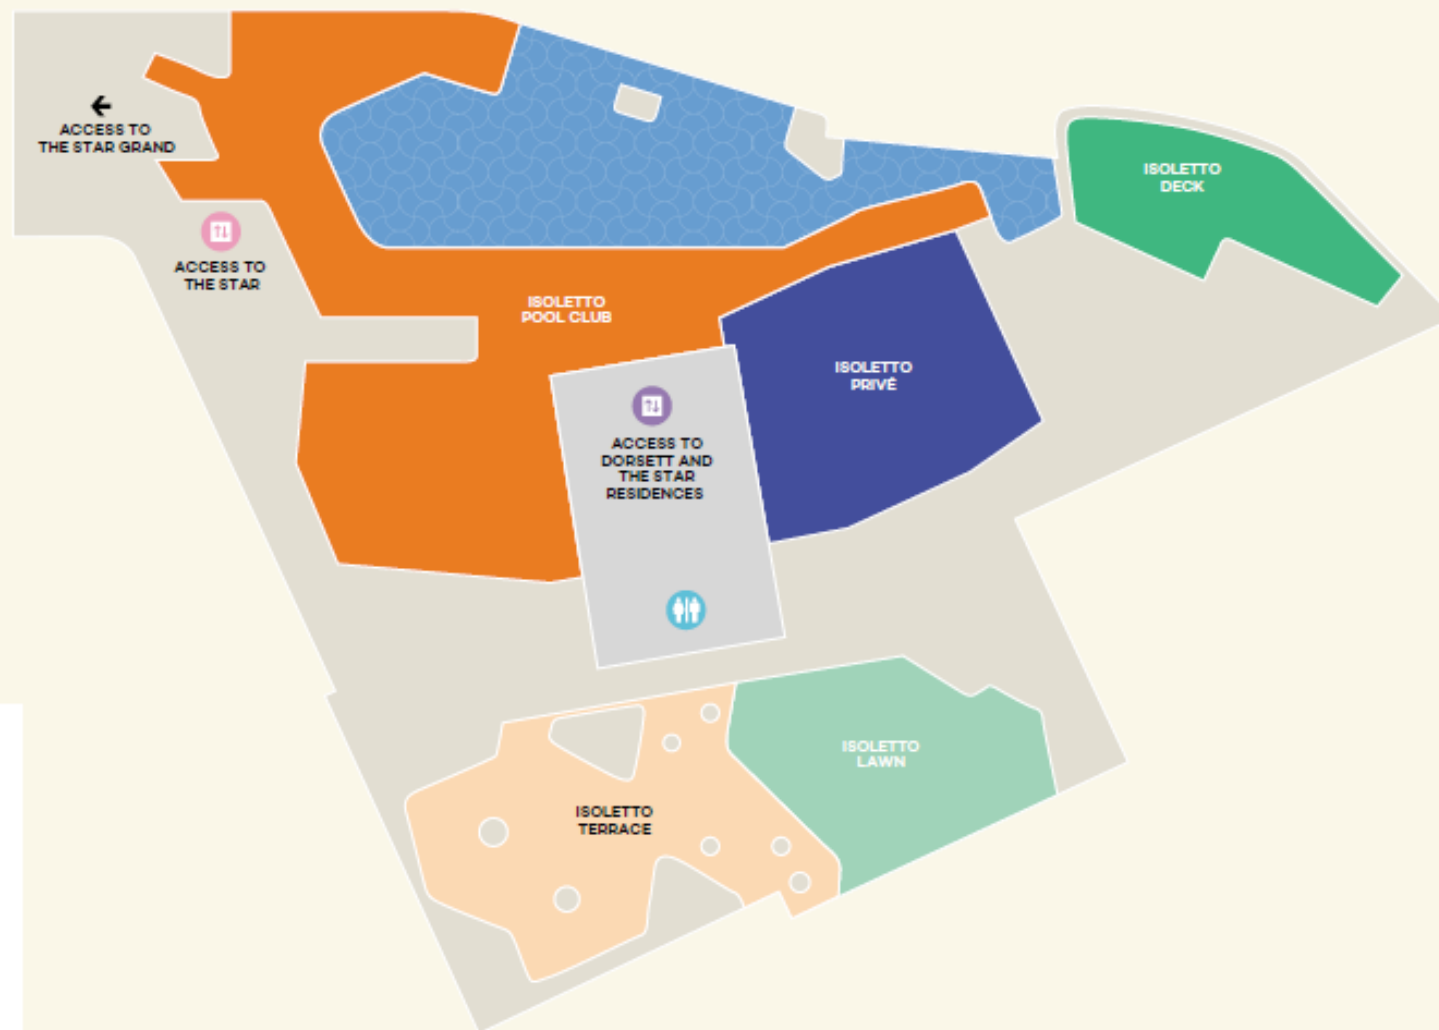 ACCESS TO
THE STAR GRAND
ISOLETTO
DECK
ACCESS TO
THE STAR
ISOLETTO
POOL CLUB
ISOLETTO
PRIVÉ
ACCESS TO
DORSETT AND
THE STAR
RESIDENCES
ISOLETTO
LAWN
ISOLETTO
TERRACE